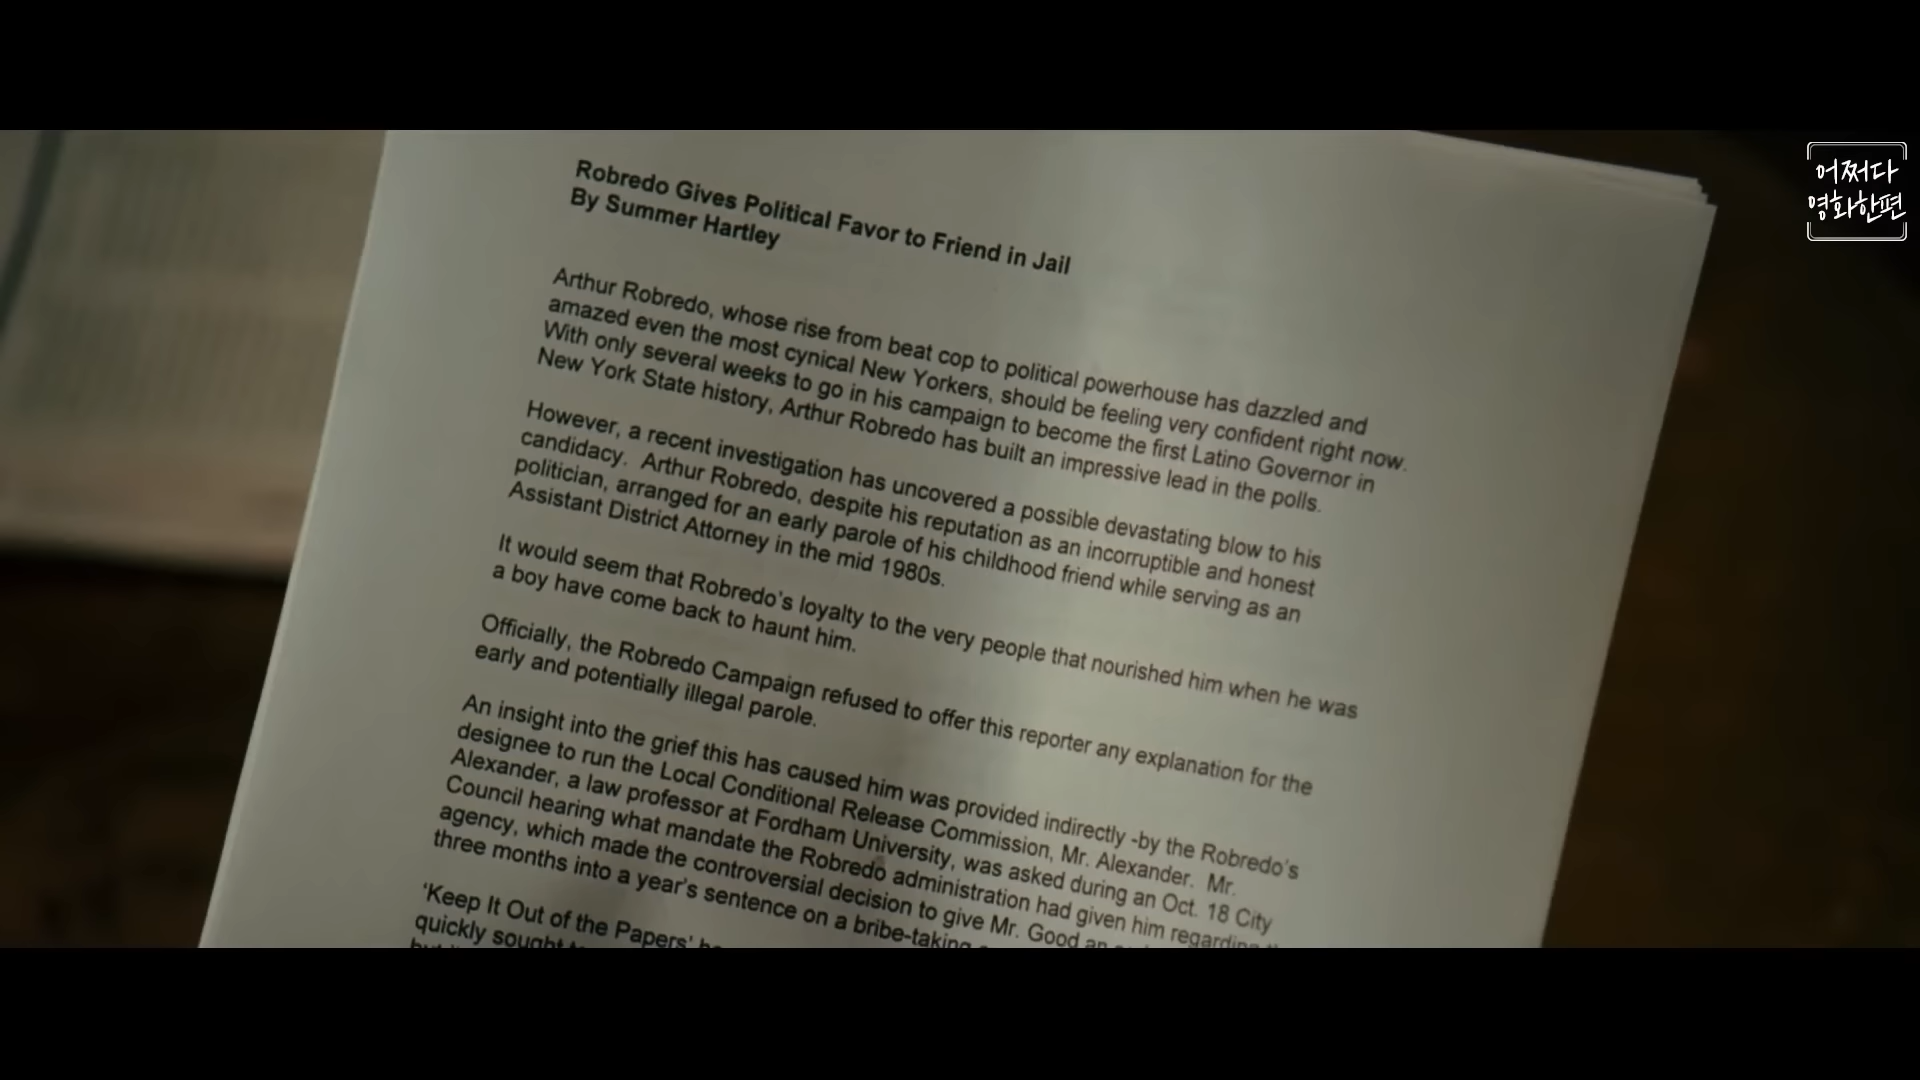 Robredo Gives Political Favor to Friend in Jail
By Summer Hartley
Arthur Robredo, whose rise from beat cop to political powerhouse has dazzled and
amazed even the most cynical New Yorkers, should be feeling very confident right now.
With only several weeks to go in his campaign to become the first Latino Governor in
New York State history, Arthur Robredo has built an impressive lead in the polls.
However, a recent investigation has uncovered a possible devastating blow to his
candidacy. Arthur Robredo, despite his reputation as an incorruptible and honest
politician, arranged for an early parole of his childhood friend while serving as an
Assistant District Attorney in the mid 1980s.
It would seem that Robredo's loyalty to the very people that nourished him when he was
a boy have come back to haunt him.
Officially, the Robredo Campaign refused to offer this reporter any explanation for the
early and potentially illegal parole.
An insight into the grief this has caused him was provided indirectly -by the Robredo's
designee to run the Local Conditional Release Commission, Mr. Alexander. Mr.
Alexander, a law professor at Fordham University, was asked during an Oct. 18 City
Council hearing what mandate the Robredo administration had given him regarding
agency, which made the controversial decision to give Mr. Good an
three months into a year's sentence on a bribe-taking
'Keep It Out of the Papers'
quickly sought
어쩌다
영화한편